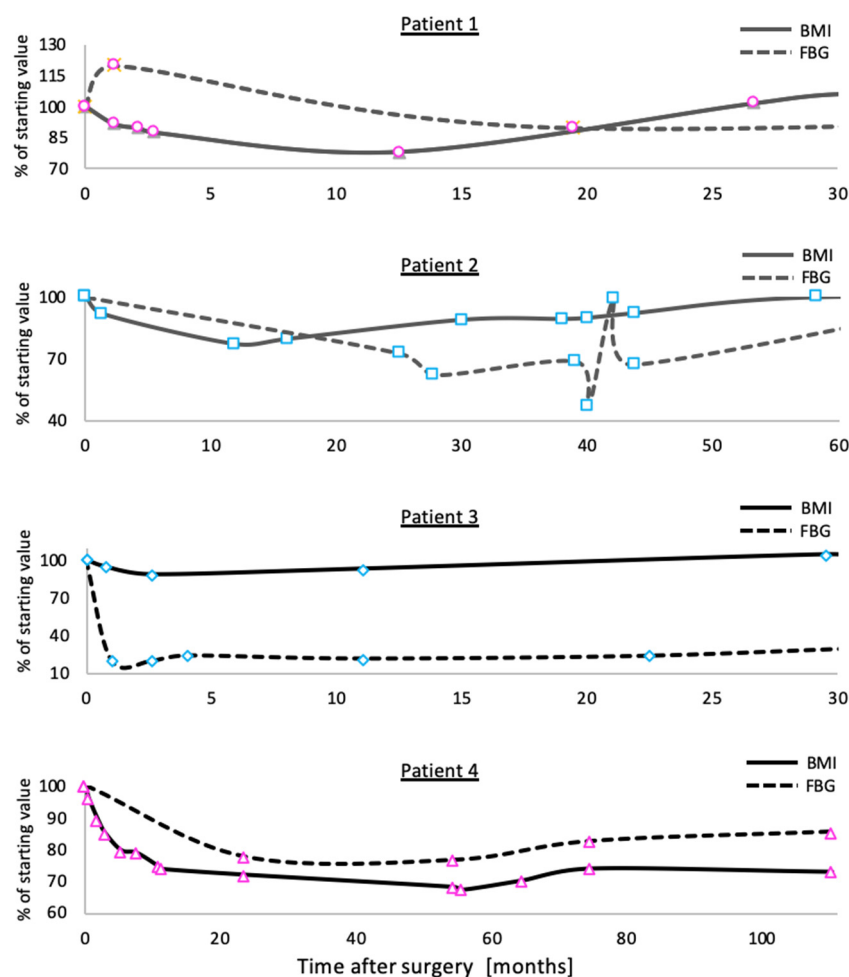 Patient 1
BMI
FBG
% of starting value
130
115
100
85
70
0 5 10 15 20 25 30
Patient 2
BMI
FBG
% of starting value
100
70
40
0 10 20 30 40 50 60
Patient 3
BMI
FBG
% of starting value
100
70
40
10
0 5 10 15 20 25 30
Patient 4
BMI
FBG
% of starting value
100
90
80
70
60
0 20 40 60 80 100
Time after surgery [months]